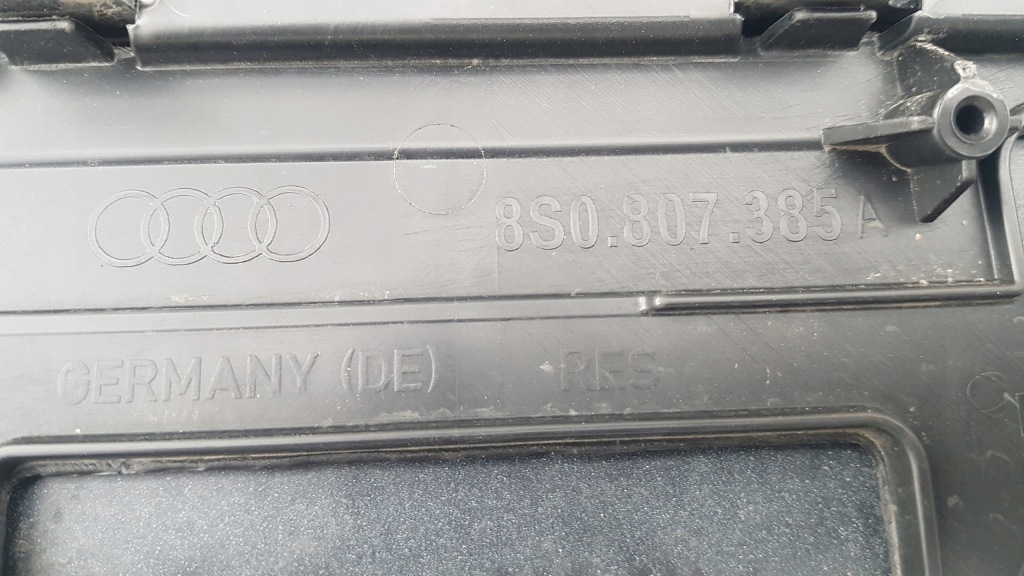 8S0.807.385 A
GERMANY (DE) RES